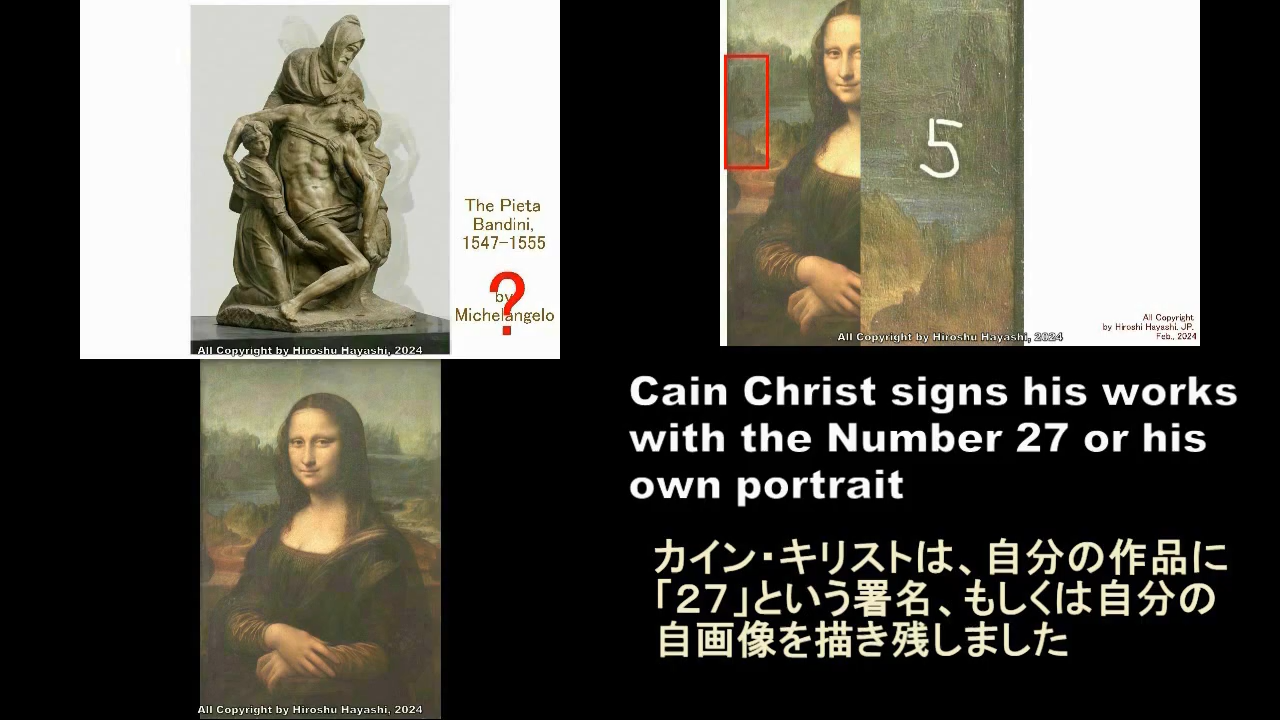 The Pieta
Bandini,
1547-1555
?
by
Michelangelo
All Copyright by Hiroshu Hayashi, 2024
5
All Copyright
by Hiroshi Hayashi. JP.
Feb., 2024
All Copyright by Hiroshu Hayashi, 2024
Cain Christ signs his works
with the Number 27 or his
own portrait
カイン・キリストは、自分の作品に
「27」という署名、もしくは自分の
自画像を描き残しました
All Copyright by Hiroshu Hayashi, 2024